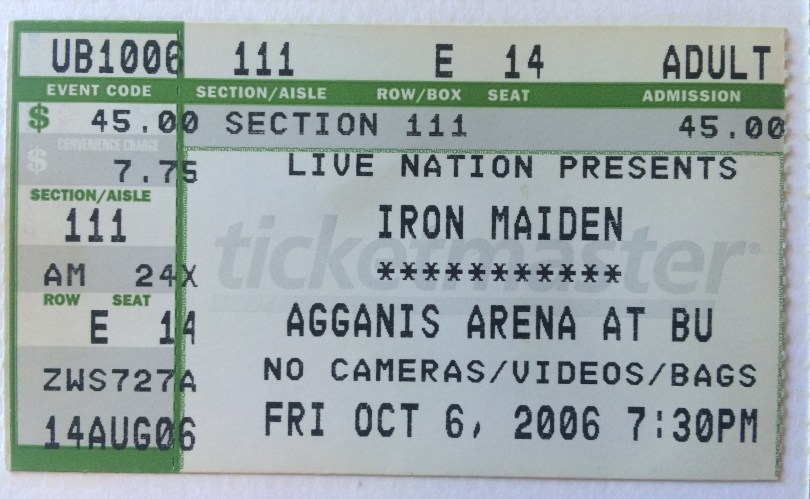 UB1006 111 E 14 ADULT
EVENT CODE SECTION/AISLE ROW/BOX SEAT ADMISSION
$ 45.00 SECTION 111 45.00
CONVENIENCE CHARGE
$ 7.75 LIVE NATION PRESENTS
SECTION/AISLE
111 IRON MAIDEN
ticketmaster®
AM 24X ***********
ROW SEAT
E 14 AGGANIS ARENA AT BU
ZWS727A NO CAMERAS/VIDEOS/BAGS
14AUG06 FRI OCT 6, 2006 7:30PM